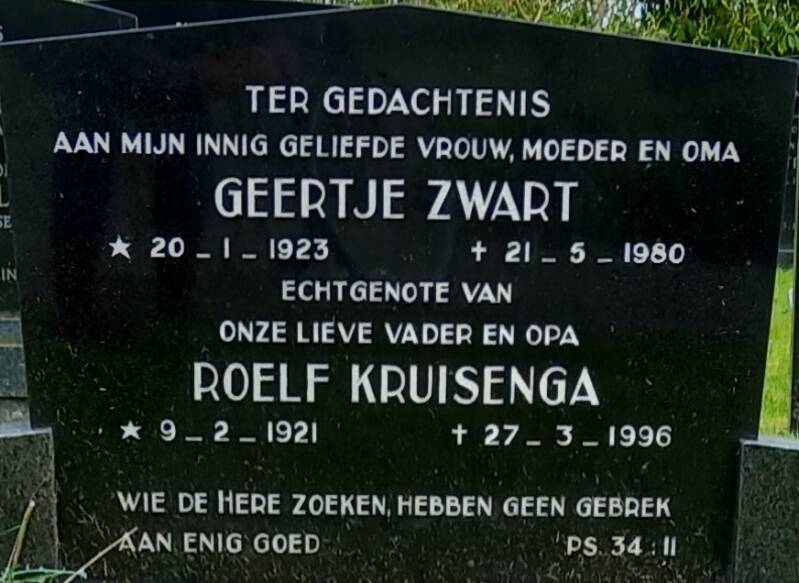 TER GEDACHTENIS
AAN MIJN INNIG GELIEFDE VROUW, MOEDER EN OMA
GEERTJE ZWART
★ 20 – 1 – 1923 ✝ 21 – 5 – 1980
ECHTGENOTE VAN
ONZE LIEVE VADER EN OPA
ROELF KRUISENGA
★ 9 – 2 – 1921 ✝ 27 – 3 – 1996
WIE DE HERE ZOEKEN, HEBBEN GEEN GEBREK
AAN ENIG GOED PS. 34 : 11